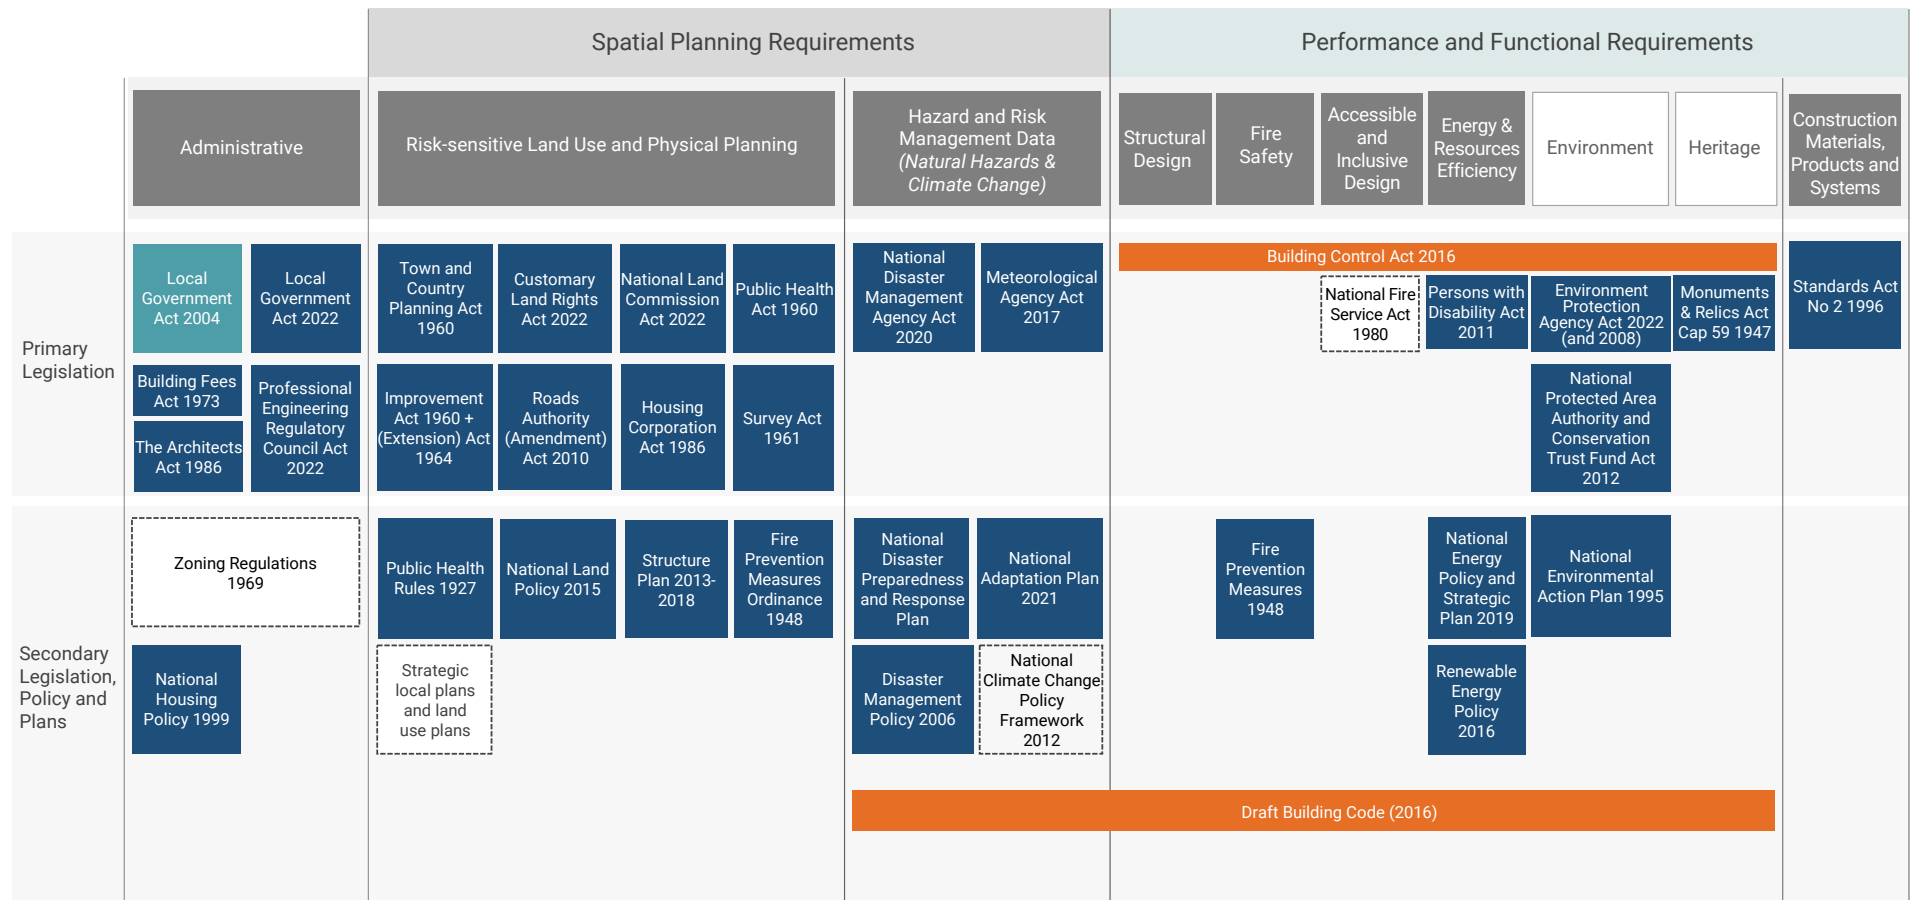 Spatial Planning Requirements
Performance and Functional Requirements
Administrative
Risk-sensitive Land Use and Physical Planning
Hazard and Risk
Management Data
(Natural Hazards &
Climate Change)
Structural
Design
Fire
Safety
Accessible
and
Inclusive
Design
Energy &
Resources
Efficiency
Environment
Heritage
Construction
Materials,
Products and
Systems
Primary
Legislation
Local
Government
Act 2004
Local
Government
Act 2022
Town and
Country
Planning Act
1960
Customary
Land Rights
Act 2022
National Land
Commission
Act 2022
Public Health
Act 1960
National
Disaster
Management
Agency Act
2020
Meteorological
Agency Act
2017
Building Control Act 2016
National Fire
Service Act
1980
Persons with
Disability Act
2011
Environment
Protection
Agency Act 2022
(and 2008)
Monuments
& Relics Act
Cap 59 1947
Standards Act
No 2 1996
Building Fees
Act 1973
The Architects
Act 1986
Professional
Engineering
Regulatory
Council Act
2022
Improvement
Act 1960 +
(Extension) Act
1964
Roads
Authority
(Amendment)
Act 2010
Housing
Corporation
Act 1986
Survey Act
1961
National
Protected Area
Authority and
Conservation
Trust Fund Act
2012
Secondary
Legislation,
Policy and
Plans
Zoning Regulations
1969
Public Health
Rules 1927
National Land
Policy 2015
Structure
Plan 2013-
2018
Fire
Prevention
Measures
Ordinance
1948
National
Disaster
Preparedness
and Response
Plan
National
Adaptation Plan
2021
Fire
Prevention
Measures
1948
National
Energy
Policy and
Strategic
Plan 2019
National
Environmental
Action Plan 1995
National
Housing
Policy 1999
Strategic
local plans
and land
use plans
Disaster
Management
Policy 2006
National
Climate Change
Policy
Framework
2012
Renewable
Energy
Policy
2016
Draft Building Code (2016)